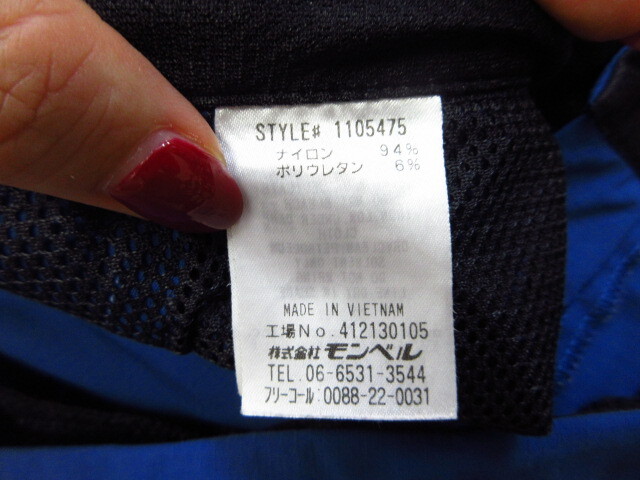 STYLE# 1105475
ナイロン 94%
ポリウレタン 6%
MADE IN VIETNAM
工場No.412130105
株式会社モンベル
TEL.06-6531-3544
フリーコール:0088-22-0031